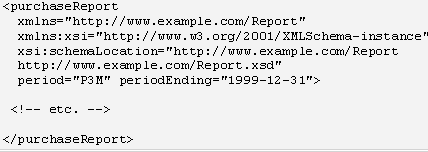 <purchaseReport
xmlns="http://www.example.com/Report"
xmlns:xsi="http://www.w3.org/2001/XMLSchema-instance"
xsi:schemaLocation="http://www.example.com/Report
http://www.example.com/Report.xsd"
period="P3M" periodEnding="1999-12-31">
<!-- etc. -->
</purchaseReport>